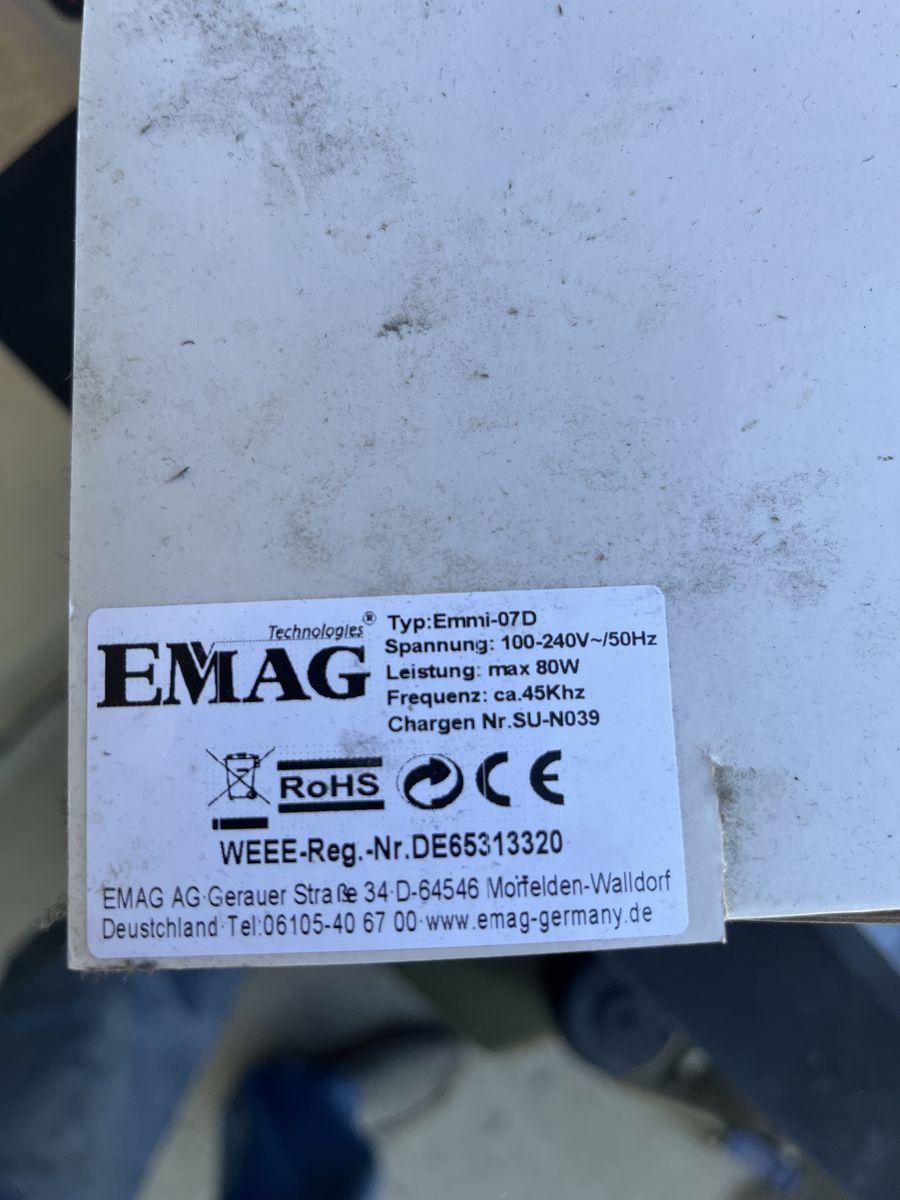 Technologies®
EMAG
Typ:Emmi-07D
Spannung: 100-240V~/50Hz
Leistung: max 80W
Frequenz: ca.45Khz
Chargen Nr.SU-N039
RoHS
CE
WEEE-Reg.-Nr.DE65313320
EMAG AG·Gerauer Straße 34·D-64546 Mörfelden-Walldorf
Deustchland·Tel:06105-40 67 00·www.emag-germany.de